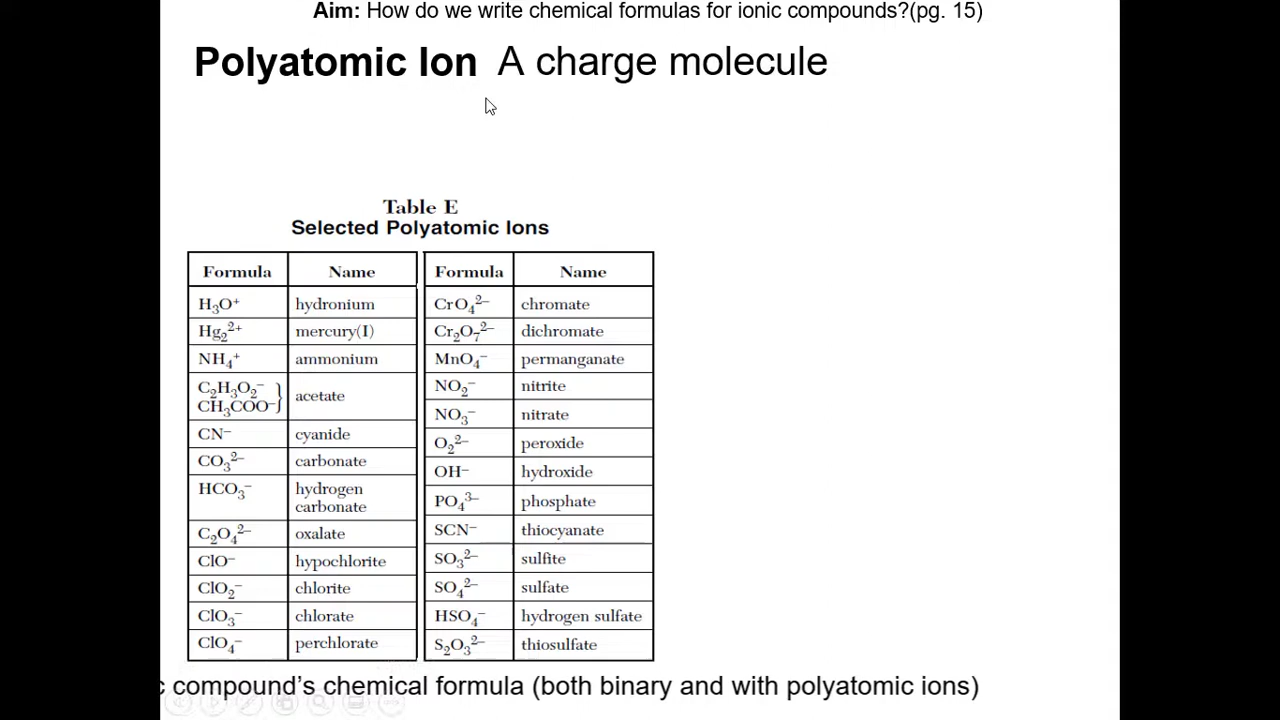 Aim: How do we write chemical formulas for ionic compounds?(pg. 15)
Polyatomic Ion A charge molecule
Table E
Selected Polyatomic Ions
Formula Name Formula Name
H₃O⁺ hydronium CrO₄²⁻ chromate
Hg₂²⁺ mercury(I) Cr₂O₇²⁻ dichromate
NH₄⁺ ammonium MnO₄⁻ permanganate
C₂H₃O₂⁻ NO₂⁻ nitrite
CH₃COO⁻} acetate NO₃⁻ nitrate
CN⁻ cyanide O₂²⁻ peroxide
CO₃²⁻ carbonate OH⁻ hydroxide
HCO₃⁻ hydrogen
carbonate PO₄³⁻ phosphate
C₂O₄²⁻ oxalate SCN⁻ thiocyanate
ClO⁻ hypochlorite SO₃²⁻ sulfite
ClO₂⁻ chlorite SO₄²⁻ sulfate
ClO₃⁻ chlorate HSO₄⁻ hydrogen sulfate
ClO₄⁻ perchlorate S₂O₃²⁻ thiosulfate
c compound's chemical formula (both binary and with polyatomic ions)